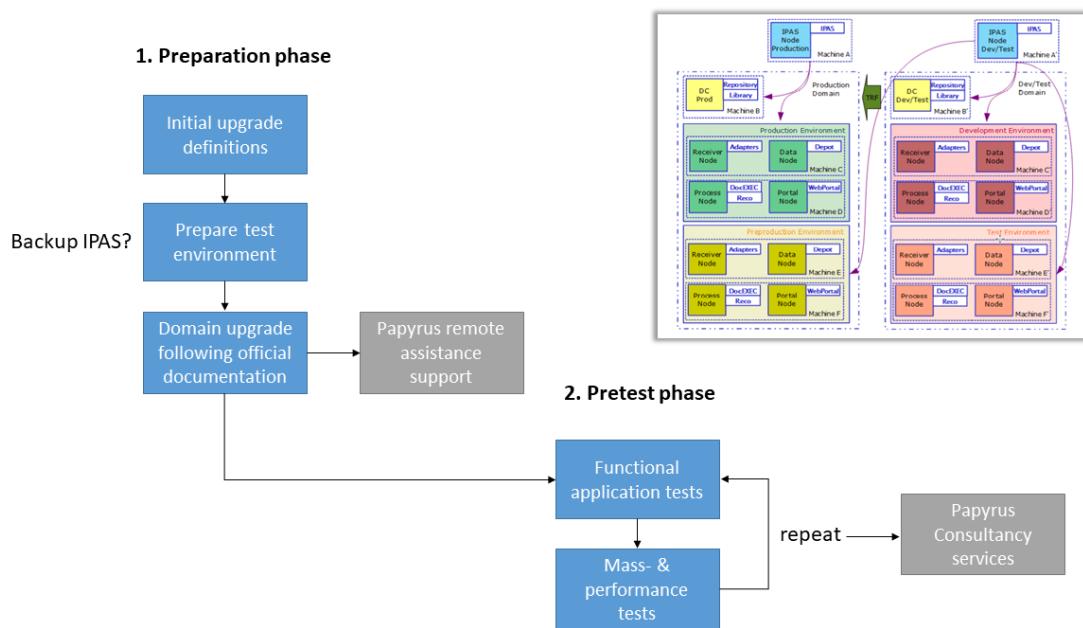 1. Preparation phase
Initial upgrade
definitions
Backup IPAS?
Prepare test
environment
Domain upgrade
following official
documentation
Papyrus remote
assistance
support
2. Pretest phase
Functional
application tests
Mass- &
performance
tests
repeat
Papyrus
Consultancy
services
IPAS
Node
Production
IPAS
Machine A
IPAS
Node
Dev/Test
IPAS
Machine A'
DC
Prod
Repository
Library
Machine B
Production
Domain
TRF
DC
Dev/Test
Repository
Library
Machine B'
Dev/Test
Domain
Production Environment
Receiver
Node
Adapters
Data
Node
Depot
Machine C
Process
Node
DocEXEC
Reco
Portal
Node
WebPortal
Machine D
Preproduction Environment
Receiver
Node
Adapters
Data
Node
Depot
Machine E
Process
Node
DocEXEC
Reco
Portal
Node
WebPortal
Machine F
Development Environment
Receiver
Node
Adapters
Data
Node
Depot
Machine C'
Process
Node
DocEXEC
Reco
Portal
Node
WebPortal
Machine D'
Test Environment
Receiver
Node
Adapters
Data
Node
Depot
Machine E'
Process
Node
DocEXEC
Reco
Portal
Node
WebPortal
Machine F'